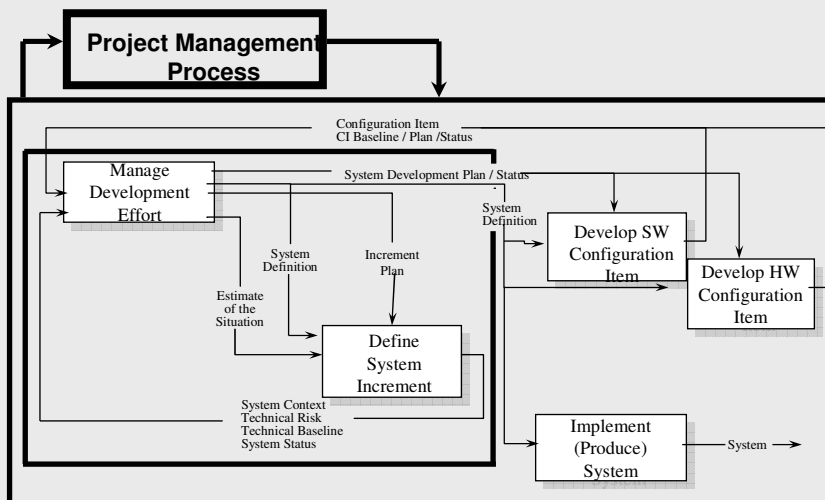 Project Management
Process
Configuration Item
CI Baseline / Plan /Status
Manage
Development
Effort
System Development Plan / Status
System
Definition
Develop SW
Configuration
Item
Develop HW
Configuration
Item
System
Definition
Increment
Plan
Estimate
of the
Situation
Define
System
Increment
System Context
Technical Risk
Technical Baseline
System Status
Implement
(Produce)
System
System